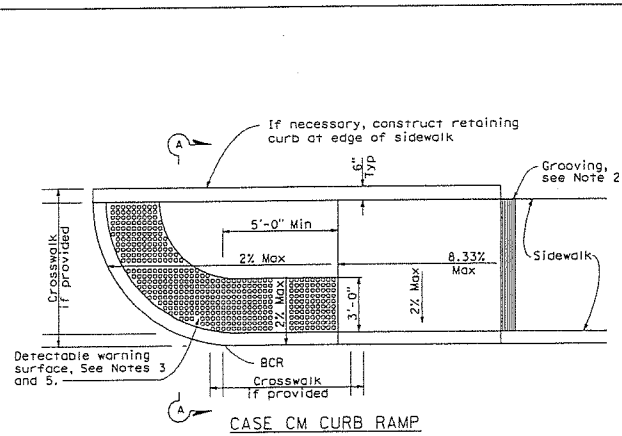 If necessary, construct retaining
curb at edge of sidewalk
A
6"
Typ
Grooving,
see Note 2
5'-0" Min
2% Max
8.33%
Max
Sidewalk
Crosswalk
if provided
2% Max
3'-0"
2% Max
Detectable warning
surface, See Notes 3
and 5.
BCR
Crosswalk
if provided
A
CASE CM CURB RAMP